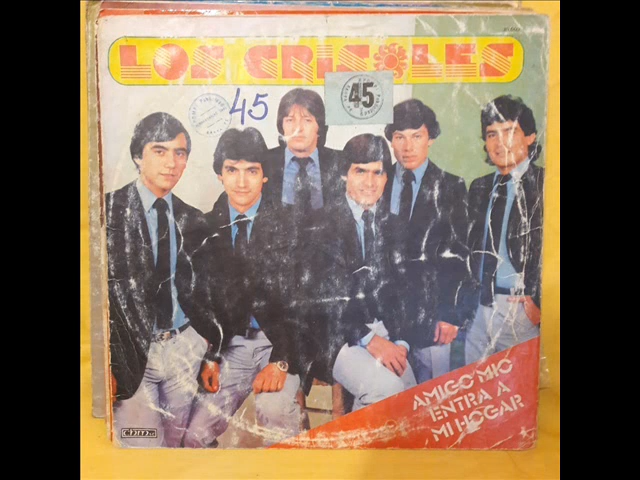 LOS CRISOLES
45
45
AMIGO MIO
ENTRA A
MI HOGAR